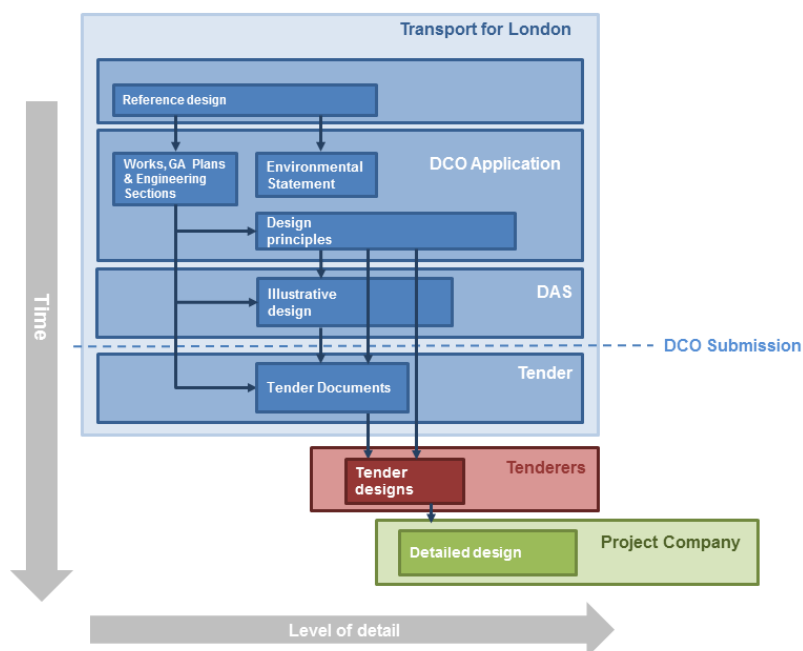 Transport for London
Reference design
Works, GA Plans
& Engineering
Sections
Environmental
Statement
DCO Application
Design
principles
Illustrative
design
DAS
DCO Submission
Tender
Tender Documents
Tender
designs
Tenderers
Project Company
Detailed design
Time
Level of detail